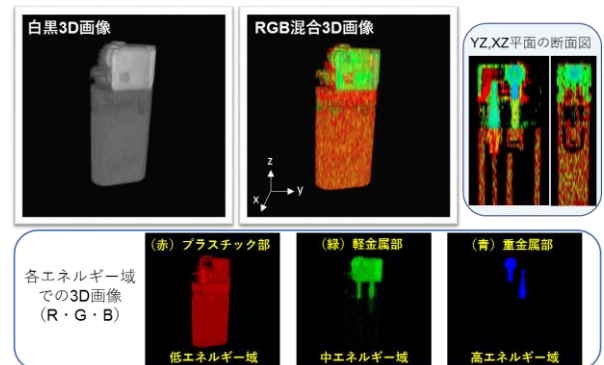 白黒3D画像
RGB混合3D画像
z
y
x
YZ,XZ平面の断面図
各エネルギー域
での3D画像
（R・G・B）
（赤）プラスチック部
低エネルギー域
（緑）軽金属部
中エネルギー域
（青）重金属部
高エネルギー域